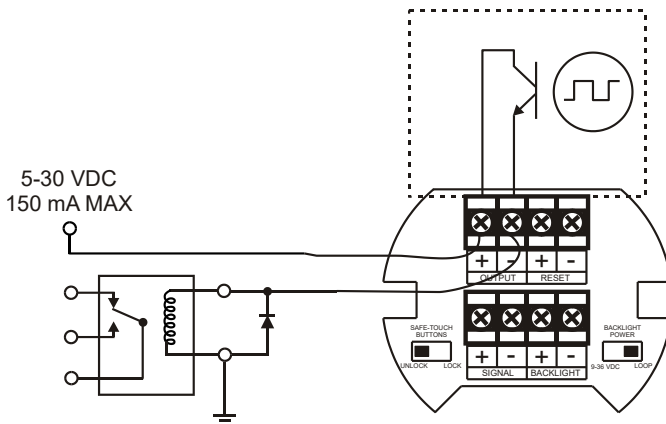 5-30 VDC
150 mA MAX
+ - + -
OUTPUT RESET
SAFE-TOUCH
BUTTONS
UNLOCK LOCK
+ - + -
SIGNAL BACKLIGHT
BACKLIGHT
POWER
9-36 VDC LOOP